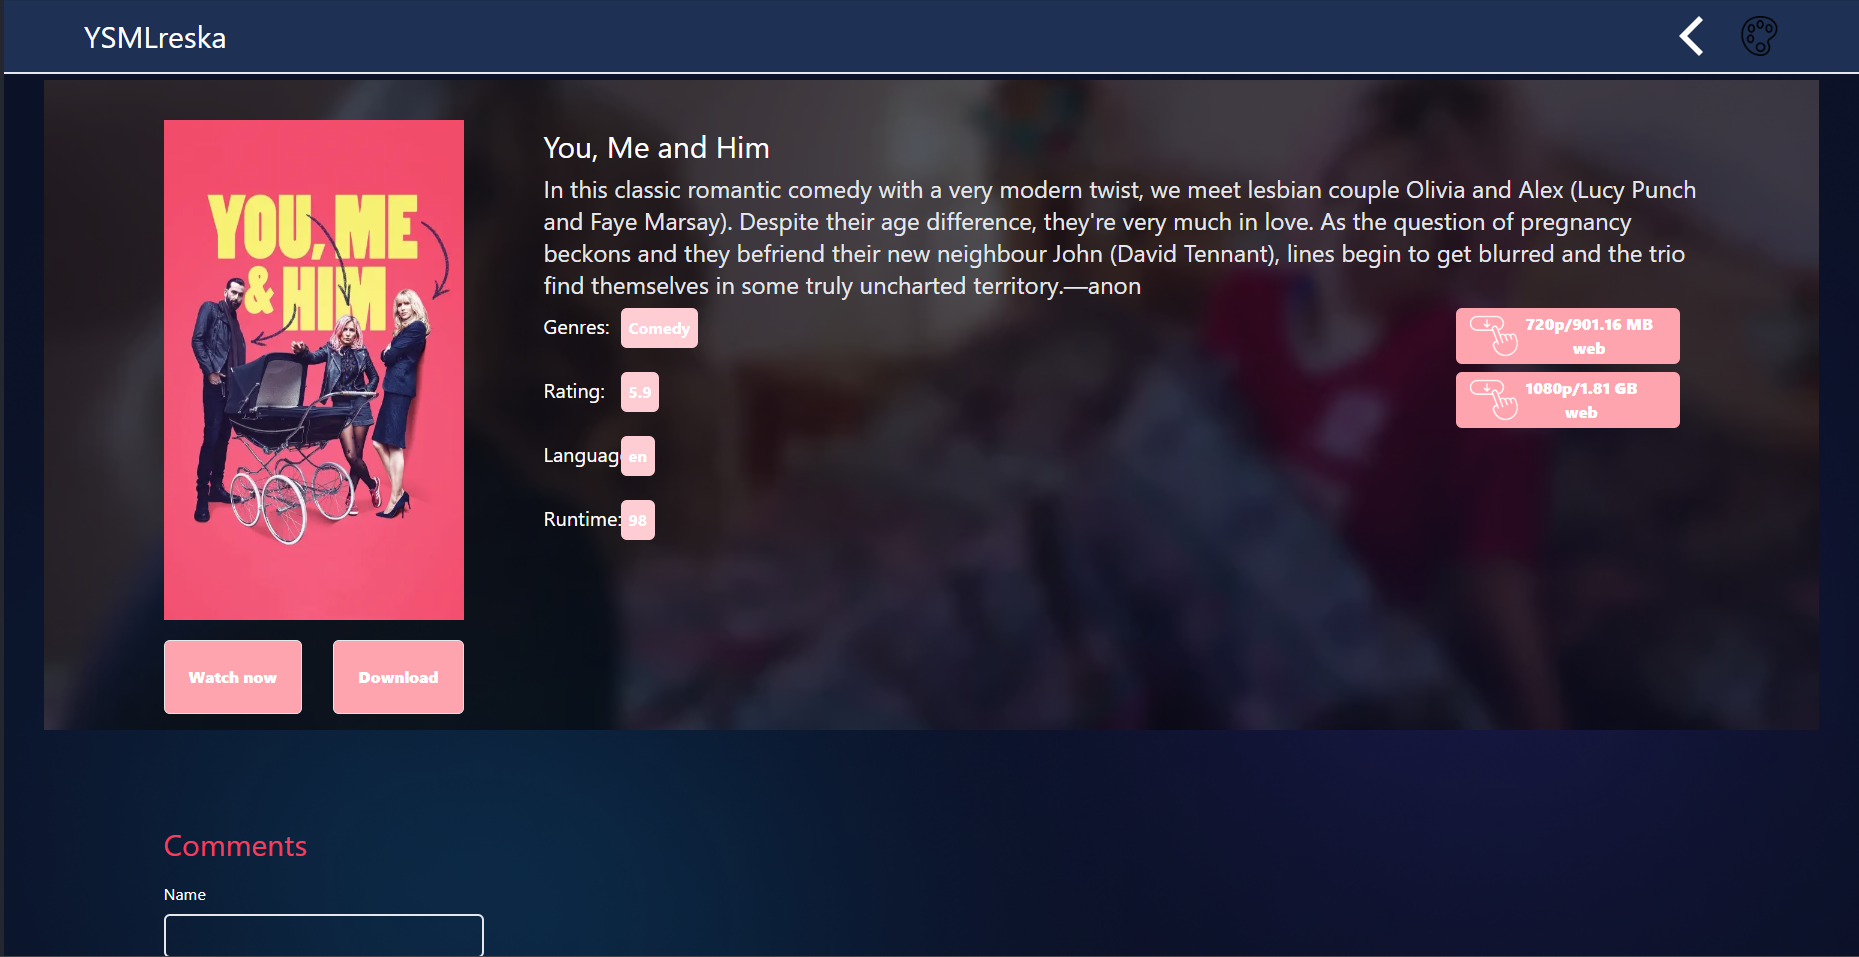 YSMLreska
YOU, ME
& HIM
You, Me and Him
In this classic romantic comedy with a very modern twist, we meet lesbian couple Olivia and Alex (Lucy Punch
and Faye Marsay). Despite their age difference, they're very much in love. As the question of pregnancy
beckons and they befriend their new neighbour John (David Tennant), lines begin to get blurred and the trio
find themselves in some truly uncharted territory.—anon
Genres: Comedy
Rating: 5.9
Languag en
Runtime: 98
720p/901.16 MB
web
1080p/1.81 GB
web
Watch now
Download
Comments
Name